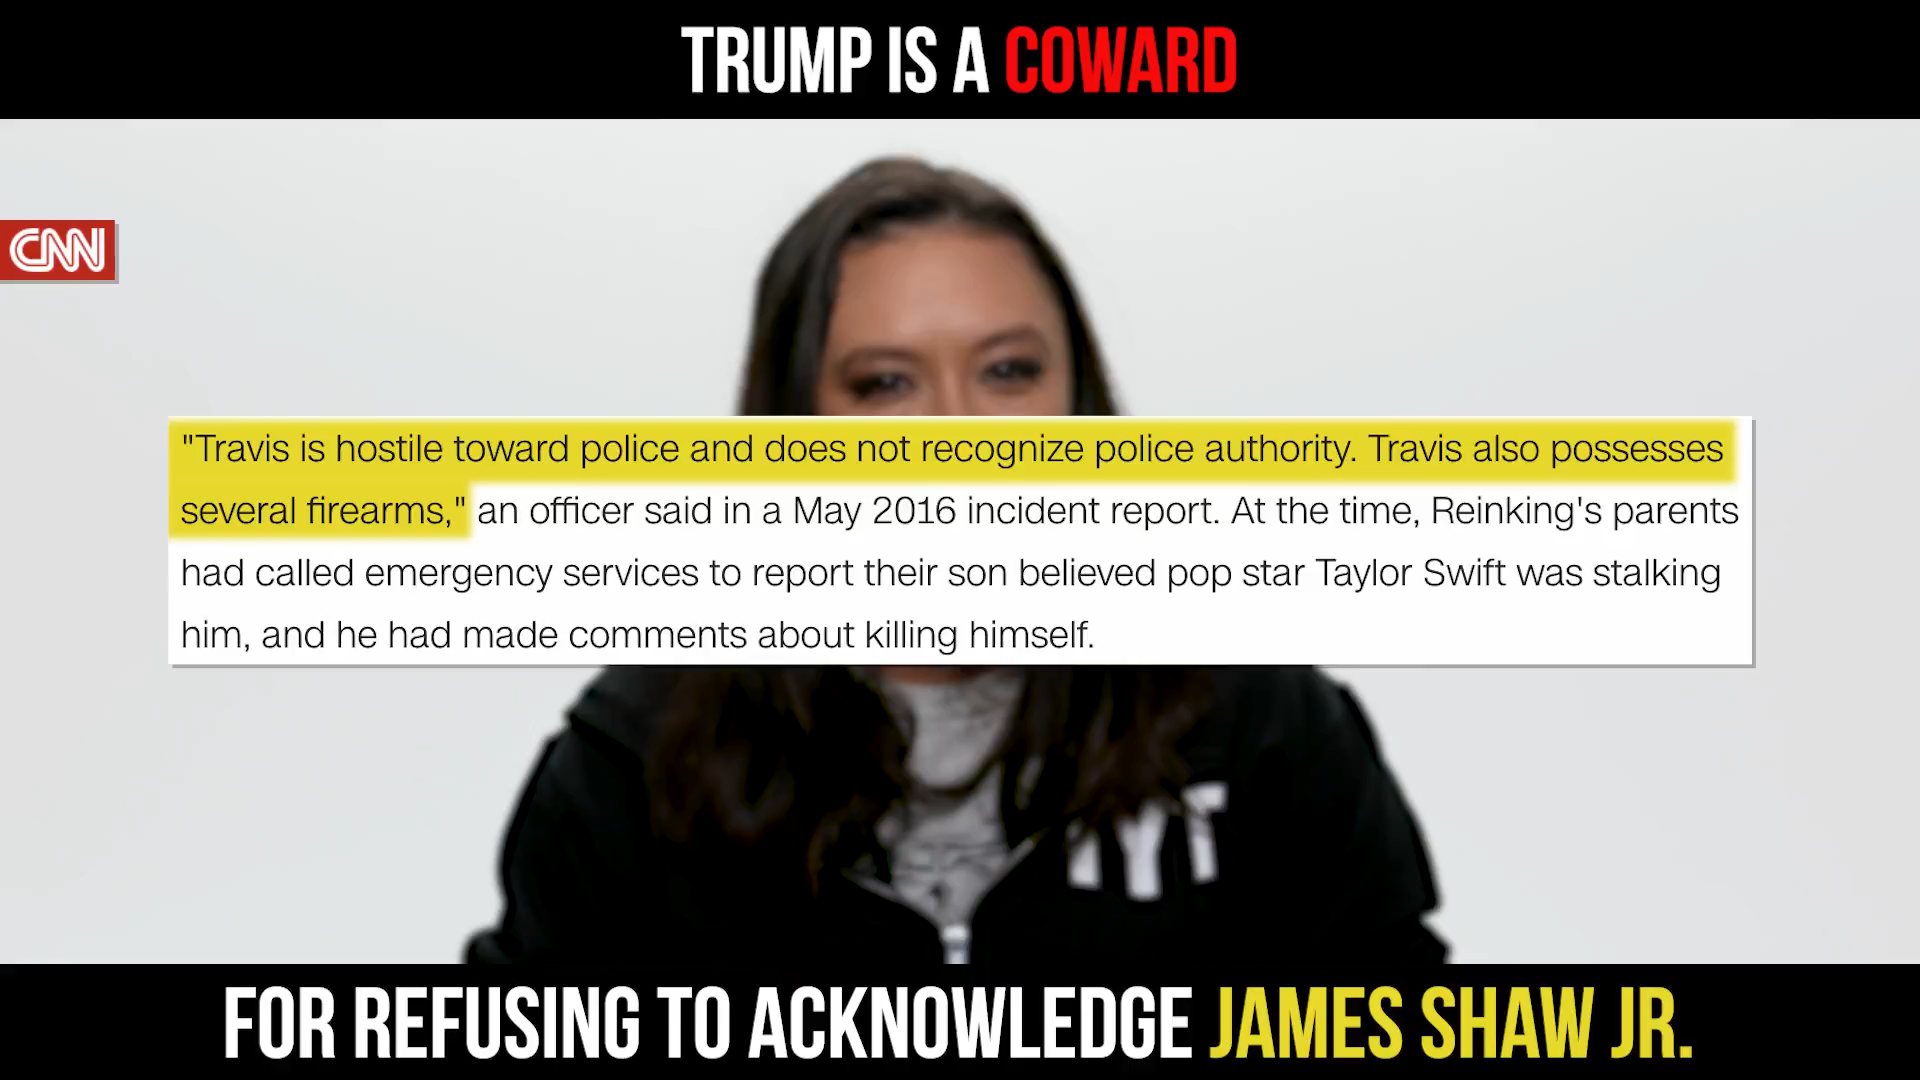 TRUMP IS A COWARD
CNN
"Travis is hostile toward police and does not recognize police authority. Travis also possesses
several firearms," an officer said in a May 2016 incident report. At the time, Reinking's parents
had called emergency services to report their son believed pop star Taylor Swift was stalking
him, and he had made comments about killing himself.
TYT
FOR REFUSING TO ACKNOWLEDGE JAMES SHAW JR.